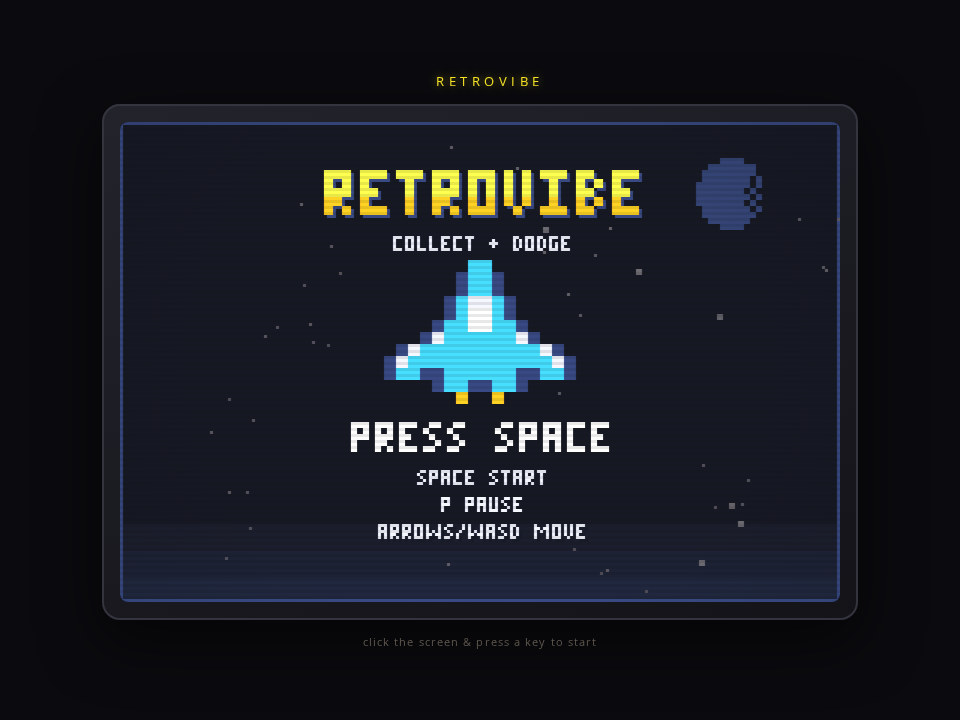 RETROVIBE
RETROVIBE
COLLECT + DODGE
PRESS SPACE
SPACE START
P PAUSE
ARROWS/WASD MOVE
click the screen & press a key to start